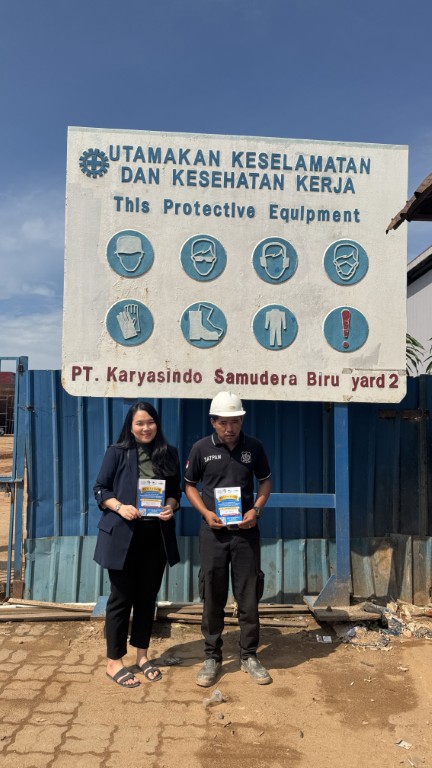 UTAMAKAN KESELAMATAN
DAN KESEHATAN KERJA
This Protective Equipment
PT. Karyasindo Samudera Biru yard 2
SATPAM